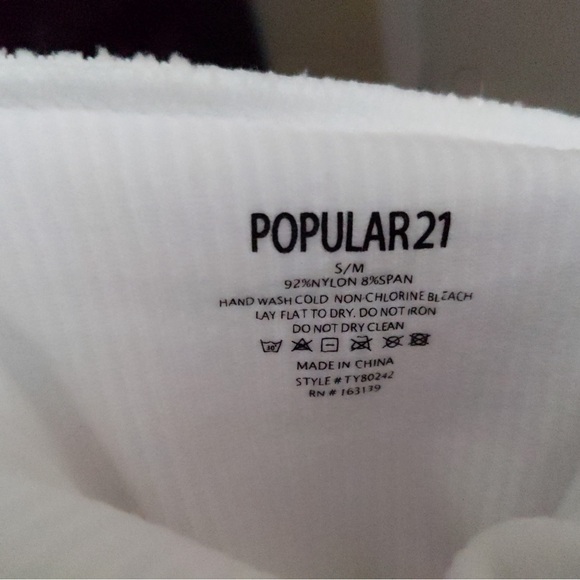 POPULAR21
S/M
92%NYLON 8%SPAN
HAND WASH COLD NON-CHLORINE BLEACH
LAY FLAT TO DRY. DO NOT IRON
DO NOT DRY CLEAN
MADE IN CHINA
STYLE # TY80242
RN # 163139